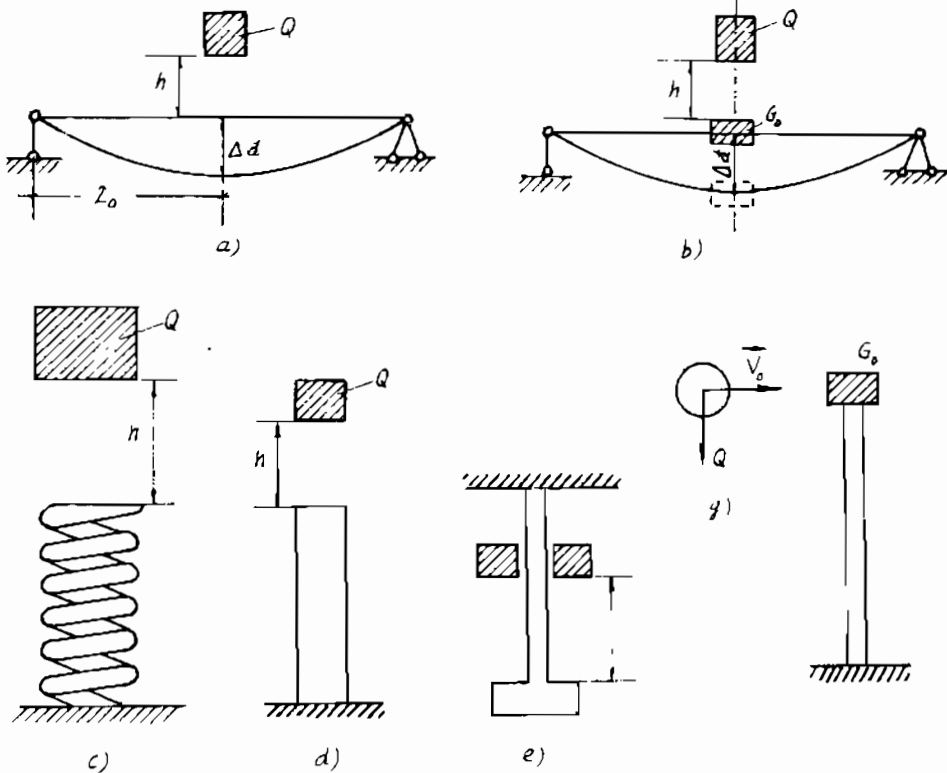 Q
h
Δd
Z₀
a)
Q
h
G₀
Δd
b)
Q
h
c)
Q
h
d)
e)
V₀
Q
G₀
g)